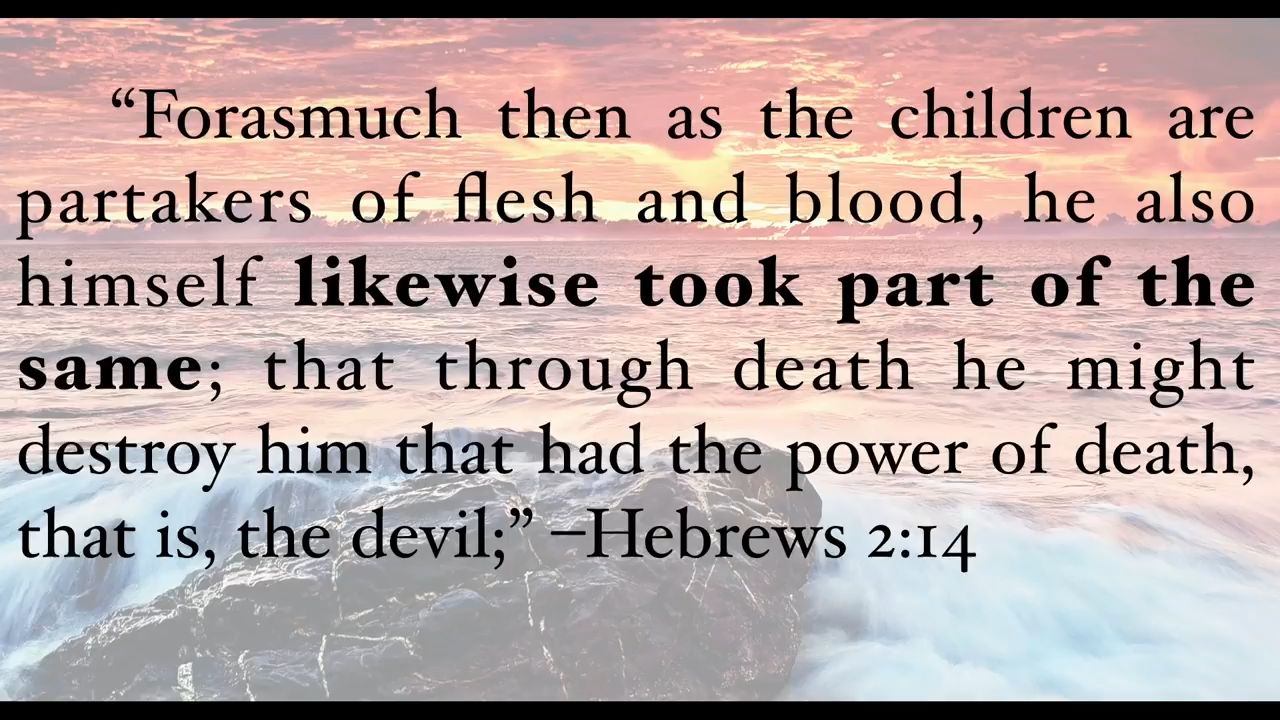 “Forasmuch then as the children are
partakers of flesh and blood, he also
himself likewise took part of the
same; that through death he might
destroy him that had the power of death,
that is, the devil;” –Hebrews 2:14